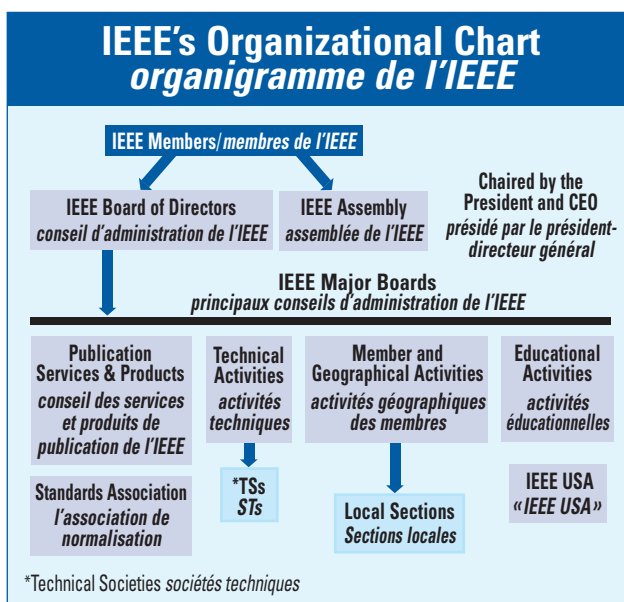 IEEE's Organizational Chart
organigramme de l'IEEE
IEEE Members/membres de l'IEEE
IEEE Board of Directors
conseil d'administration de l'IEEE
IEEE Assembly
assemblée de l'IEEE
Chaired by the
President and CEO
présidé par le président-
directeur général
IEEE Major Boards
principaux conseils d'administration de l'IEEE
Publication
Services & Products
conseil des services
et produits de
publication de l'IEEE
Technical
Activities
activités
techniques
Member and
Geographical Activities
activités géographiques
des membres
Educational
Activities
activités
éducationnelles
Standards Association
l'association de
normalisation
*TSs
STs
Local Sections
Sections locales
IEEE USA
«IEEE USA»
*Technical Societies sociétés techniques